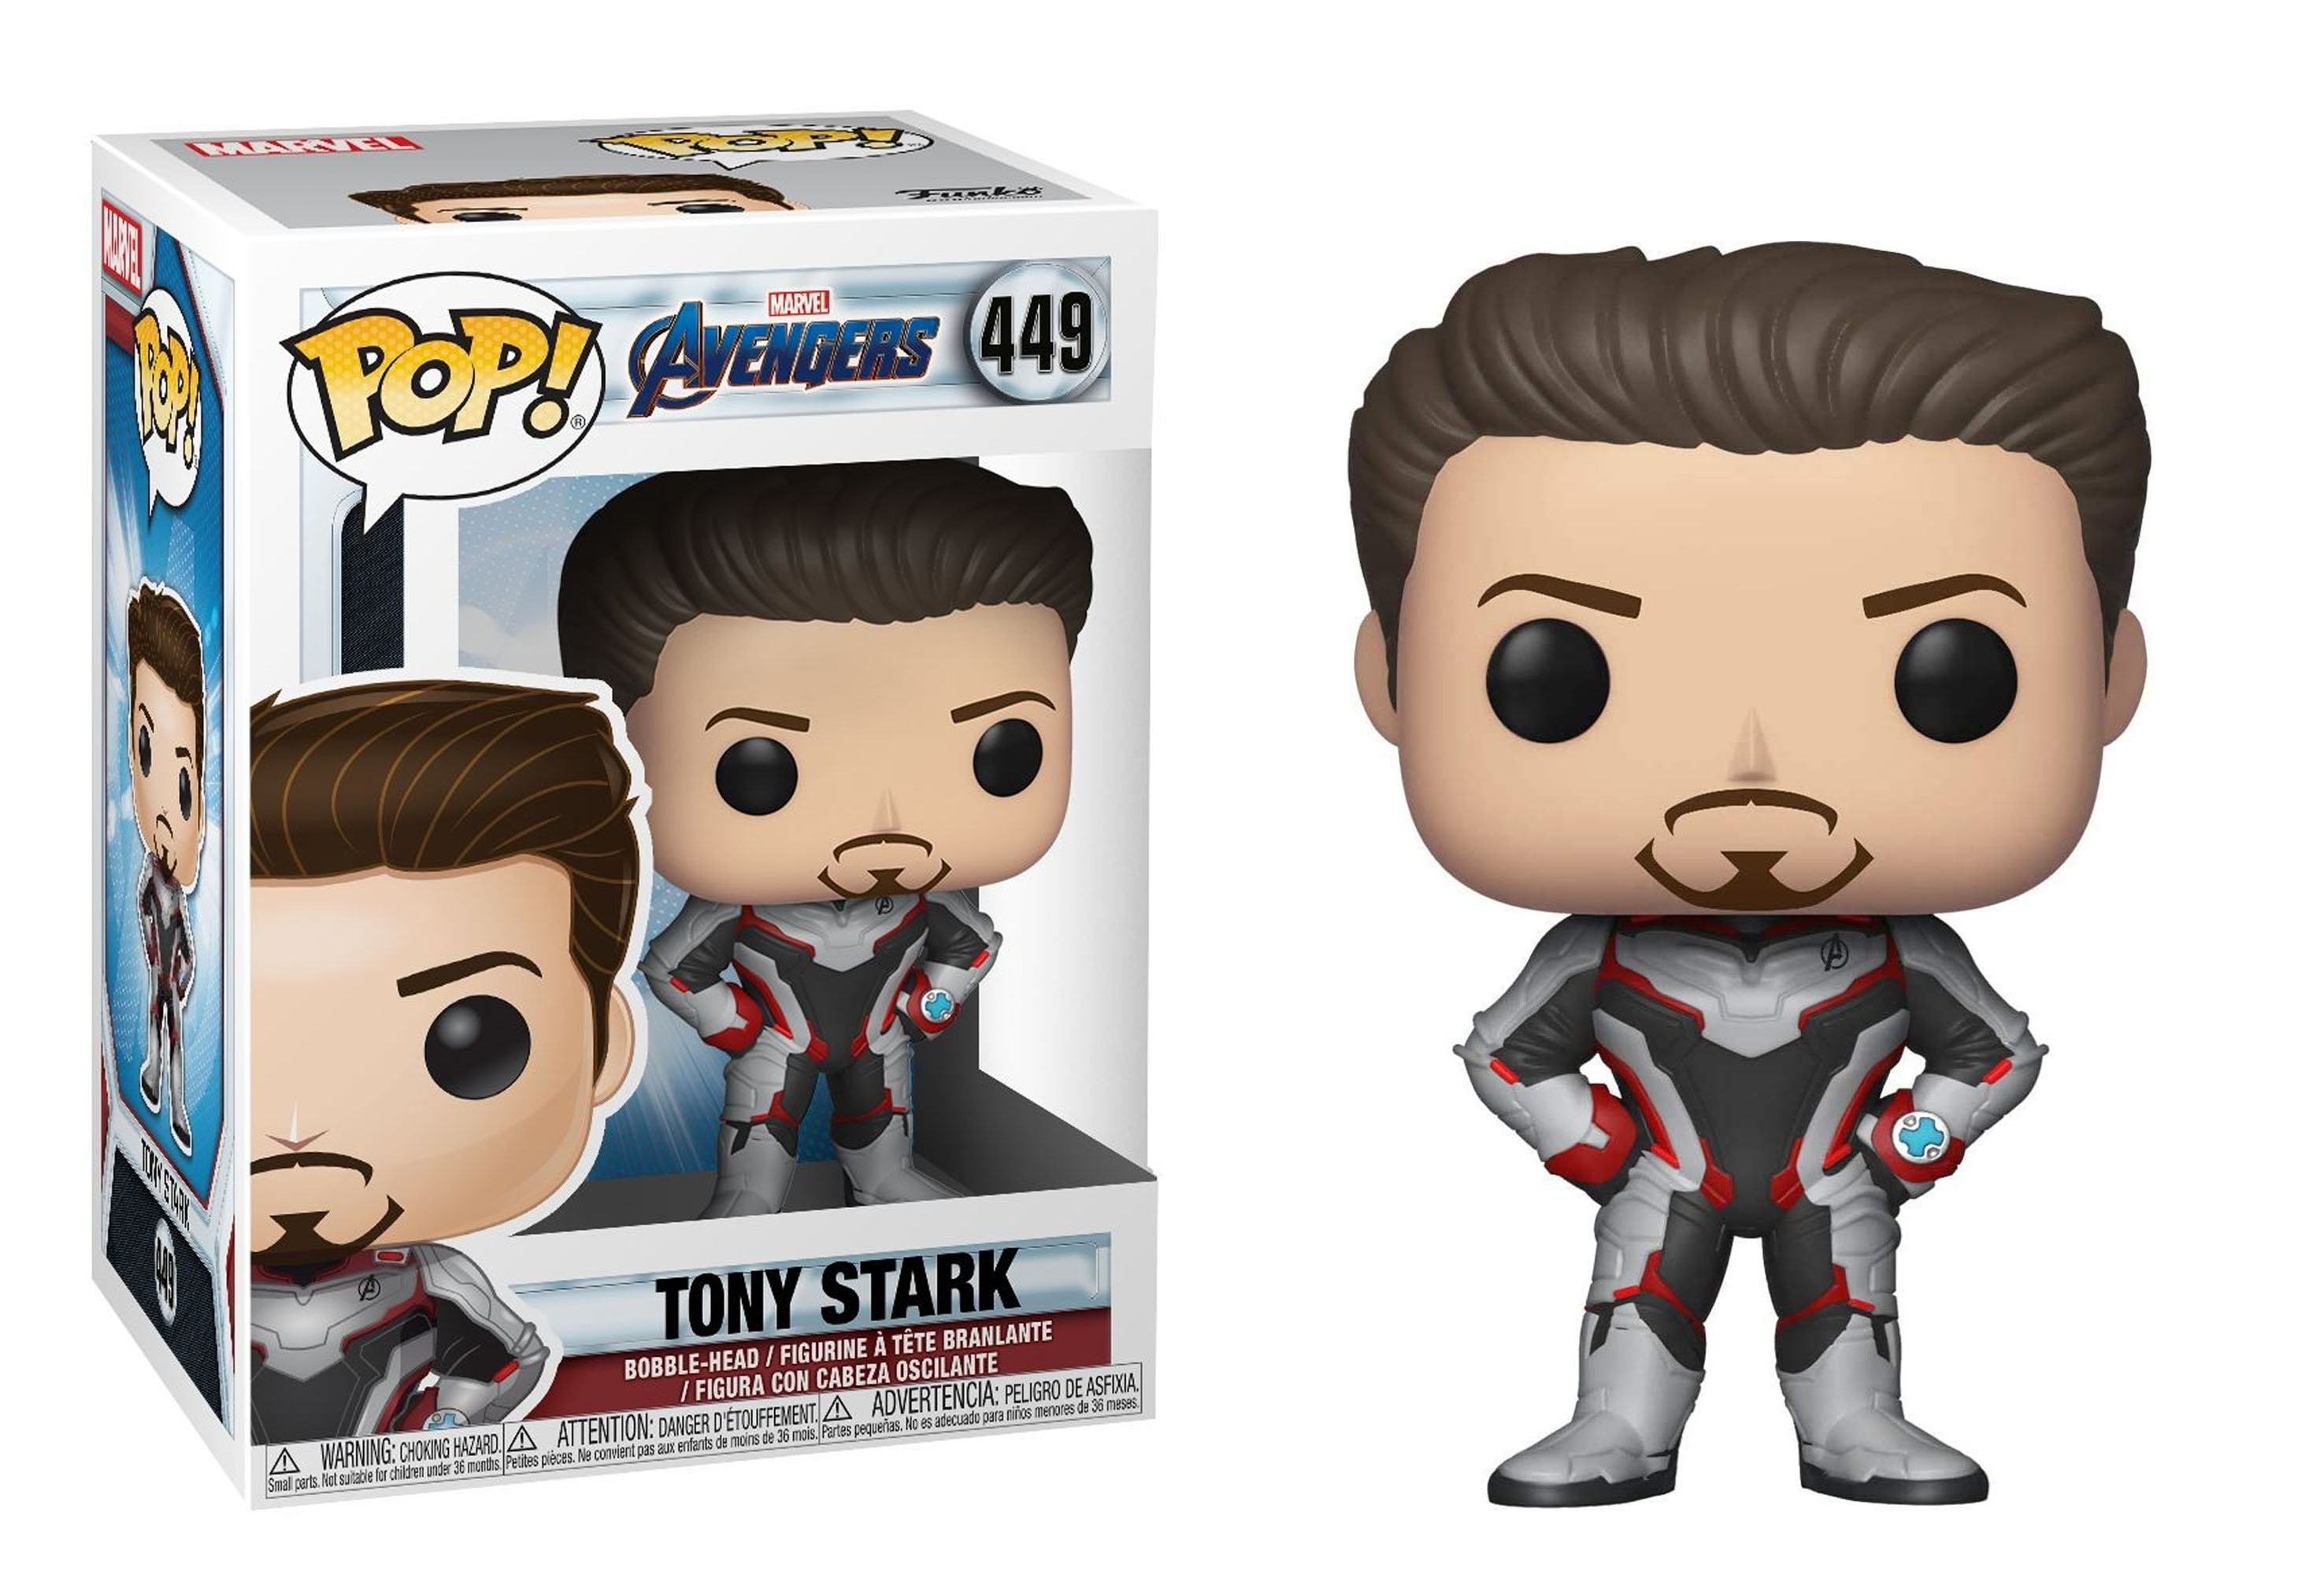 MARVEL
POP!
Funko
MARVEL
POP!
TONY STARK
449
POP!®
MARVEL
AVENGERS
449
TONY STARK
BOBBLE-HEAD / FIGURINE À TÊTE BRANLANTE
/ FIGURA CON CABEZA OSCILANTE
WARNING: CHOKING HAZARD.
Small parts. Not suitable for children under 36 months.
ATTENTION: DANGER D'ÉTOUFFEMENT.
Petites pièces. Ne convient pas aux enfants de moins de 36 mois.
ADVERTENCIA: PELIGRO DE ASFIXIA.
Partes pequeñas. No es adecuado para niños menores de 36 meses.